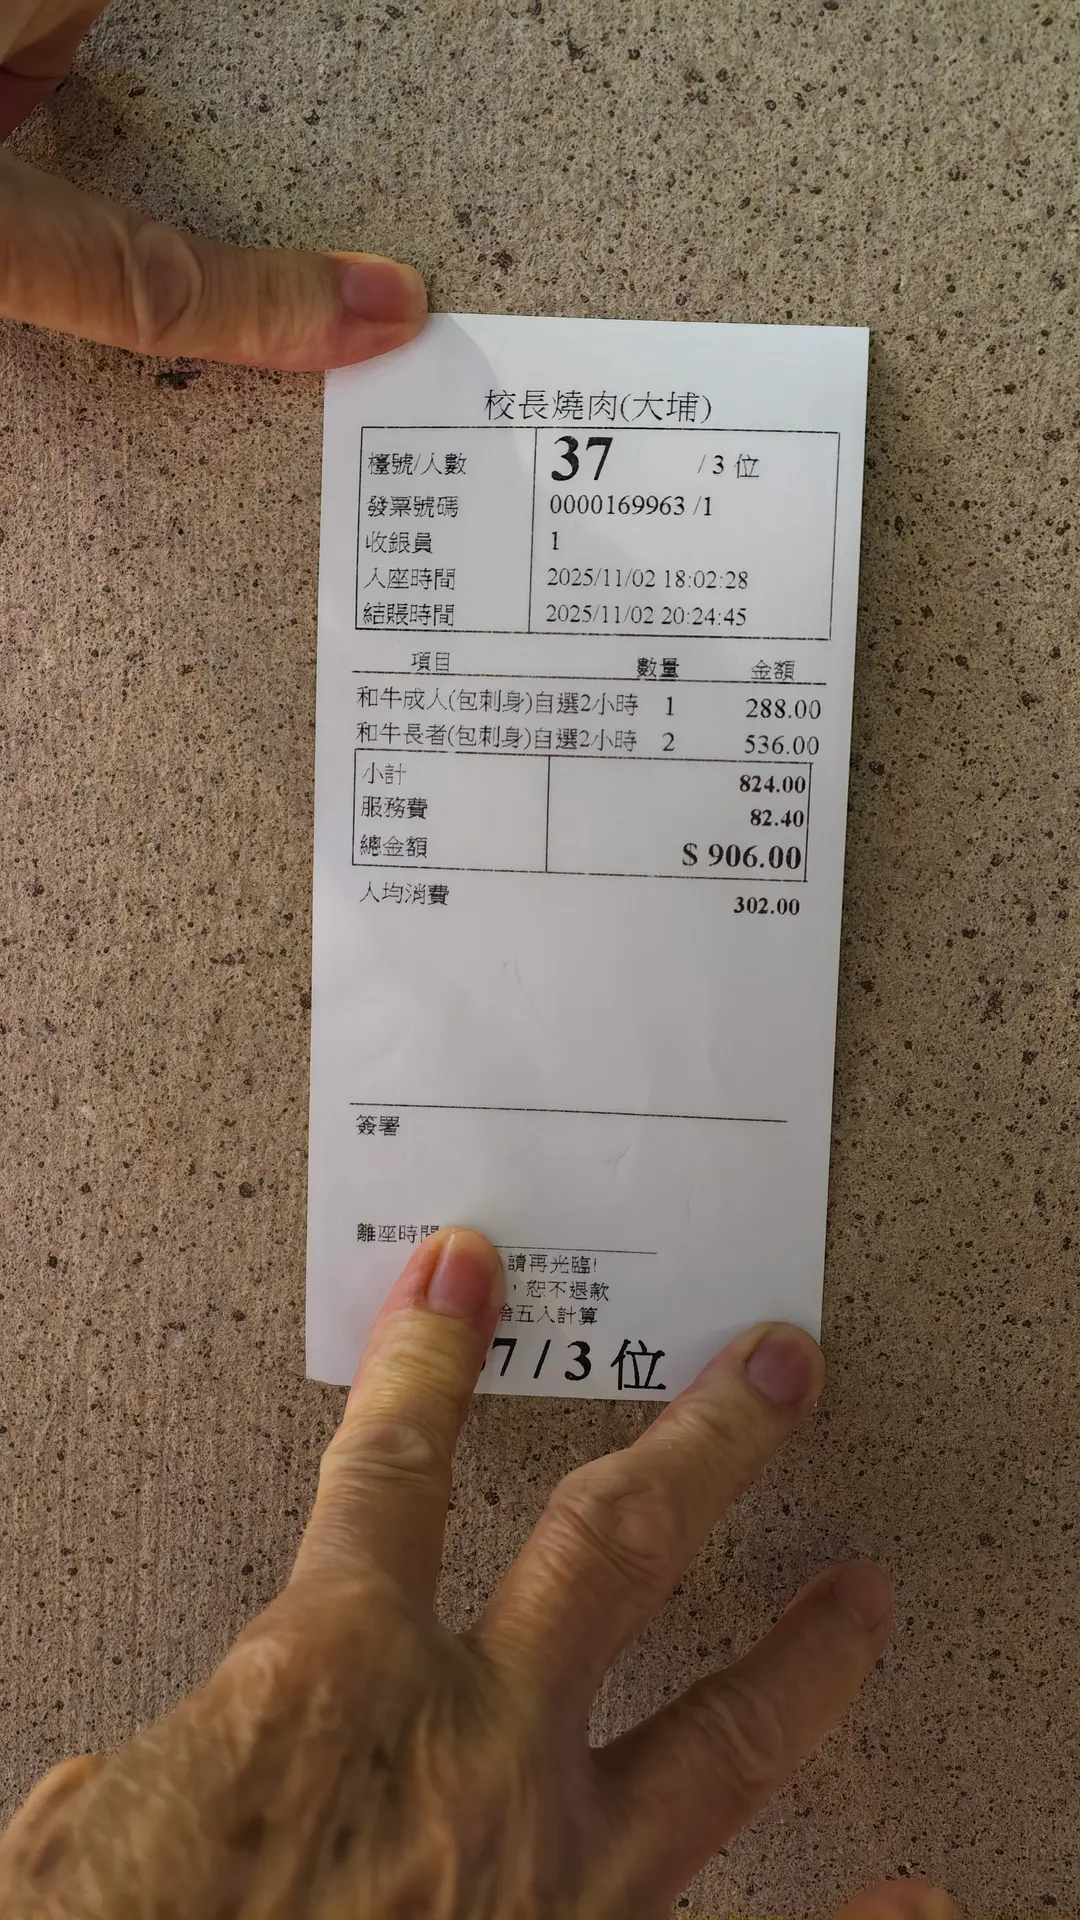 校長燒肉(大埔)
檯號/人數 37 / 3 位
發票號碼 0000169963 /1
收銀員 1
入座時間 2025/11/02 18:02:28
結賬時間 2025/11/02 20:24:45
項目 數量 金額
和牛成人(包刺身)自選2小時 1 288.00
和牛長者(包刺身)自選2小時 2 536.00
小計 824.00
服務費 82.40
總金額 $ 906.00
人均消費 302.00
簽署
離座時間
請再光臨!
,恕不退款
捨五入計算
37 / 3 位